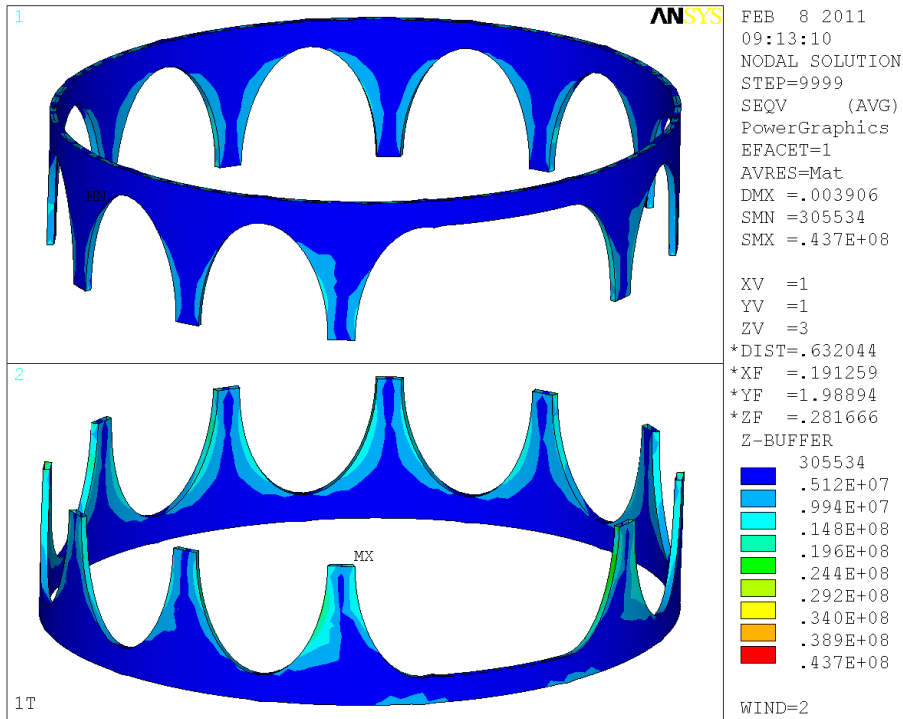 1
ANSYS
MN
2
MX
1T
FEB 8 2011
09:13:10
NODAL SOLUTION
STEP=9999
SEQV (AVG)
PowerGraphics
EFACET=1
AVRES=Mat
DMX =.003906
SMN =305534
SMX =.437E+08
XV =1
YV =1
ZV =3
*DIST=.632044
*XF =.191259
*YF =1.98894
*ZF =.281666
Z-BUFFER
305534
.512E+07
.994E+07
.148E+08
.196E+08
.244E+08
.292E+08
.340E+08
.389E+08
.437E+08
WIND=2